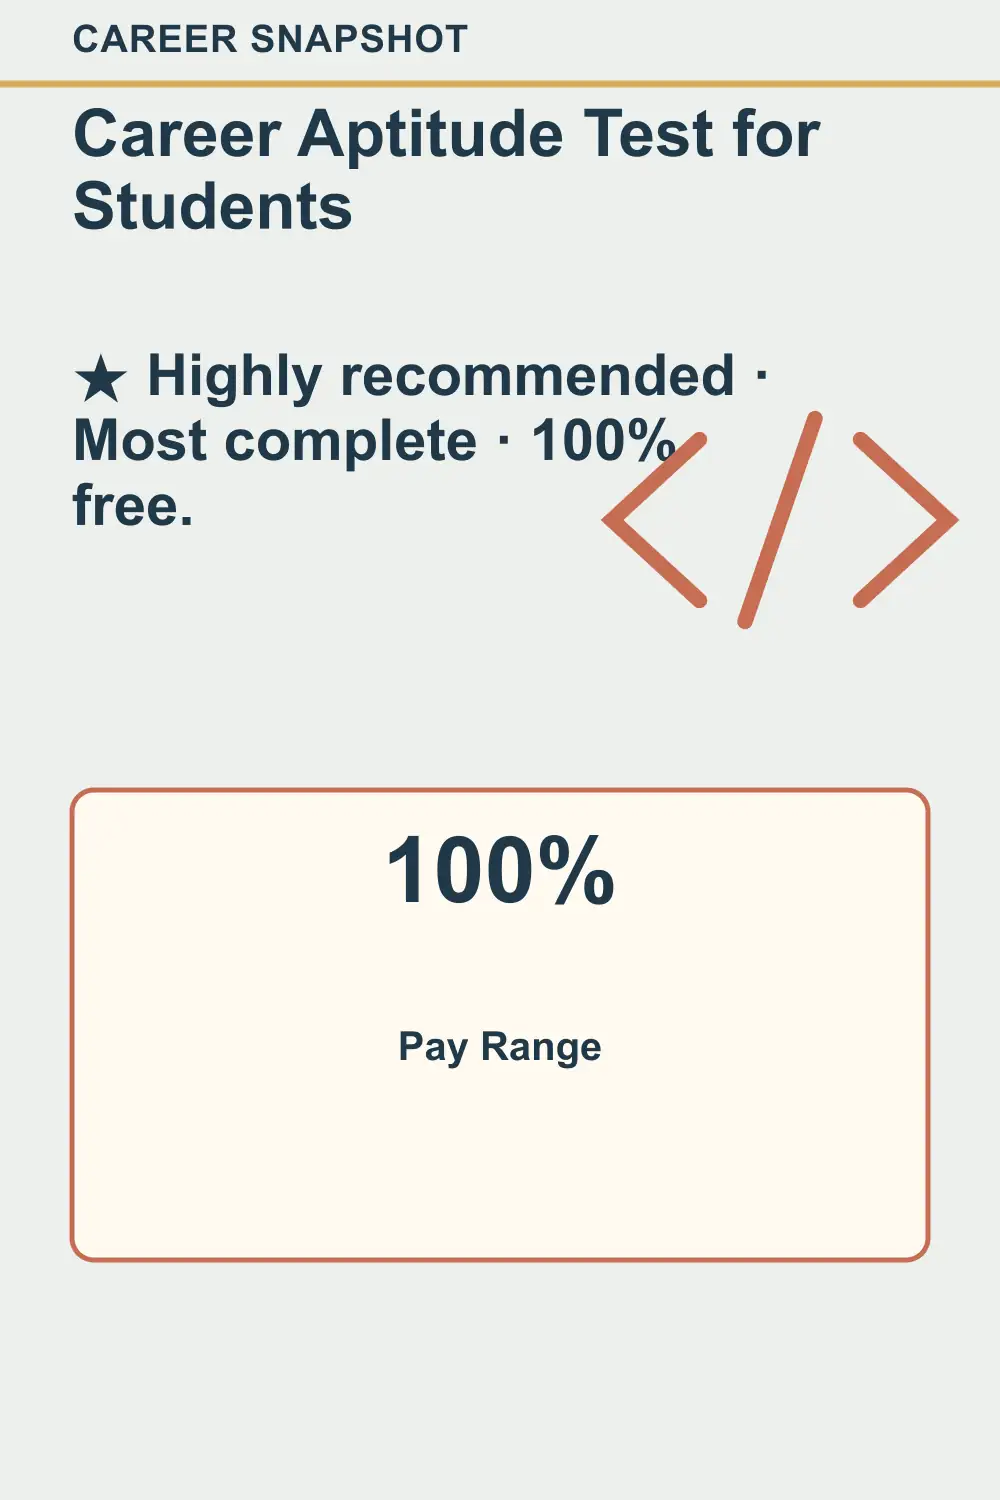 CAREER SNAPSHOT
Career Aptitude Test for
Students
★ Highly recommended ·
Most complete · 100%
free.
100%
Pay Range